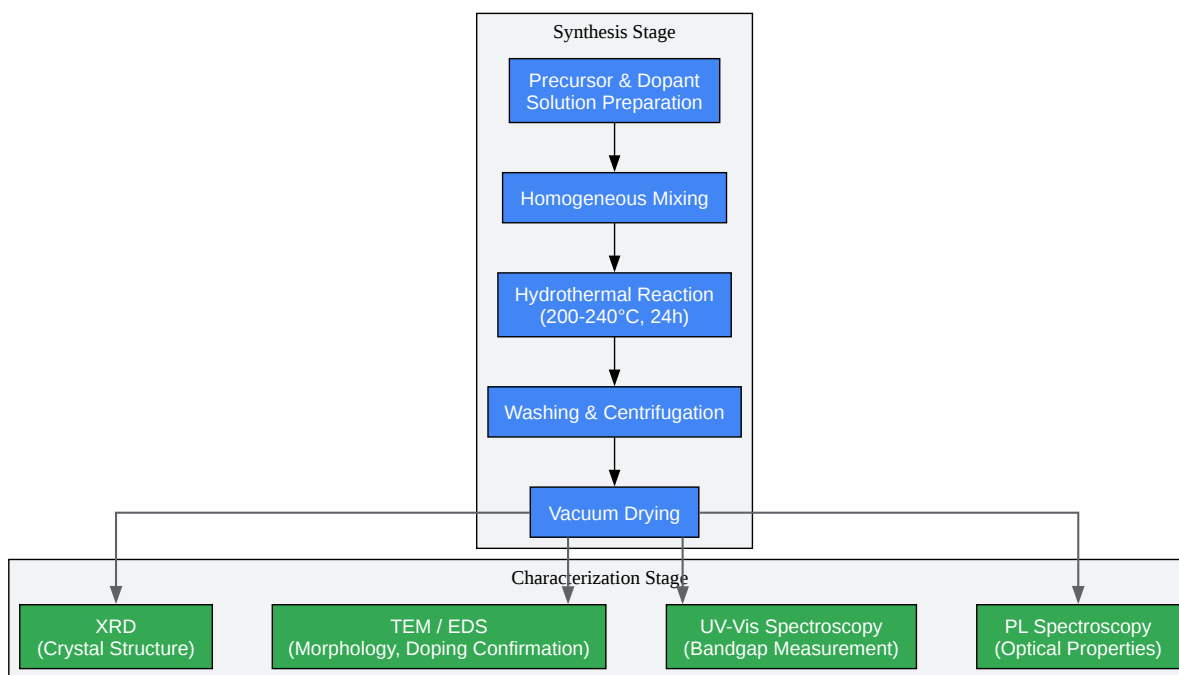 Synthesis Stage
Precursor & Dopant
Solution Preparation
Homogeneous Mixing
Hydrothermal Reaction
(200-240°C, 24h)
Washing & Centrifugation
Vacuum Drying
Characterization Stage
XRD
(Crystal Structure)
TEM / EDS
(Morphology, Doping Confirmation)
UV-Vis Spectroscopy
(Bandgap Measurement)
PL Spectroscopy
(Optical Properties)